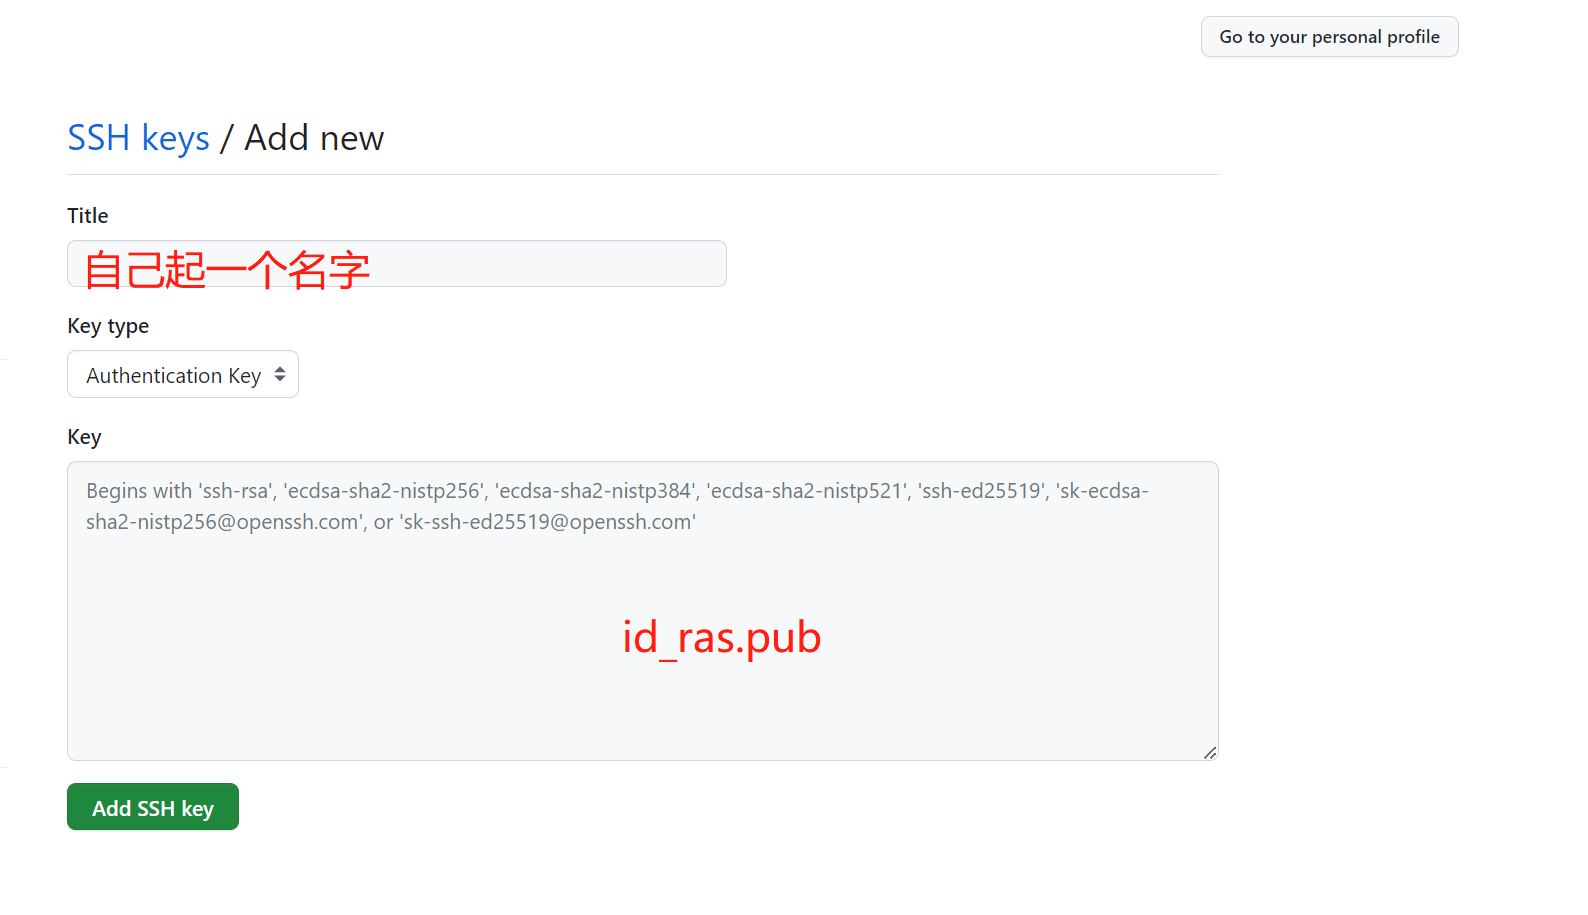 Go to your personal profile
SSH keys / Add new
Title
自己起一个名字
Key type
Authentication Key
Key
Begins with 'ssh-rsa', 'ecdsa-sha2-nistp256', 'ecdsa-sha2-nistp384', 'ecdsa-sha2-nistp521', 'ssh-ed25519', 'sk-ecdsa-
sha2-nistp256@openssh.com', or 'sk-ssh-ed25519@openssh.com'
id_ras.pub
Add SSH key